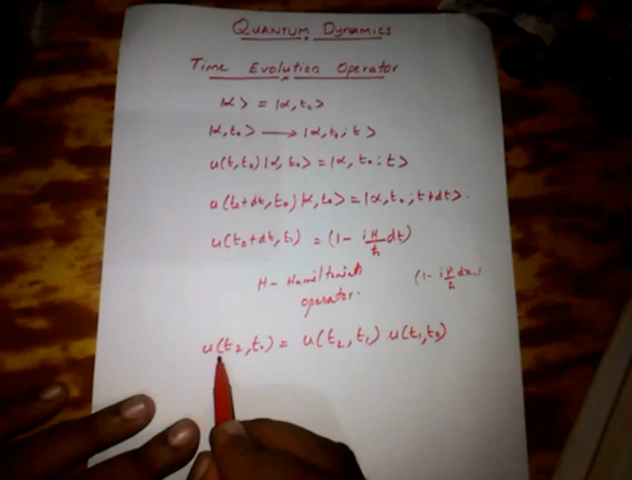 QUANTUM DYNAMICS
TIME EVOLUTION OPERATOR
|α> = |α,t₀>
|α,t₀> ⟶ |α,t₀;t>
u(t,t₀)|α,t₀> = |α,t₀;t>
u(t₀+dt,t₀)|α,t₀> = |α,t₀;t+dt>.
u(t₀+dt,t₀) = (1 - iH/ħ dt)
H - Hamiltonian operator. (1 - iP/ħ dx
u(t₂,t₀) = u(t₂,t₁) u(t₁,t₀)